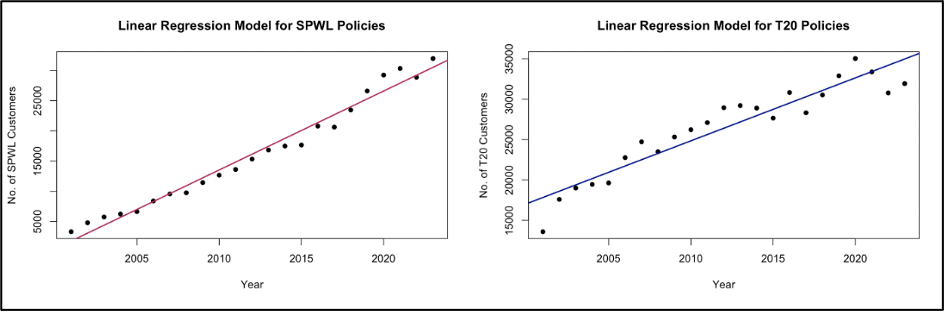 Linear Regression Model for SPWL Policies
No. of SPWL Customers
5000
15000
25000
2005
2010
2015
2020
Year
Linear Regression Model for T20 Policies
No. of T20 Customers
15000
20000
25000
30000
35000
2005
2010
2015
2020
Year